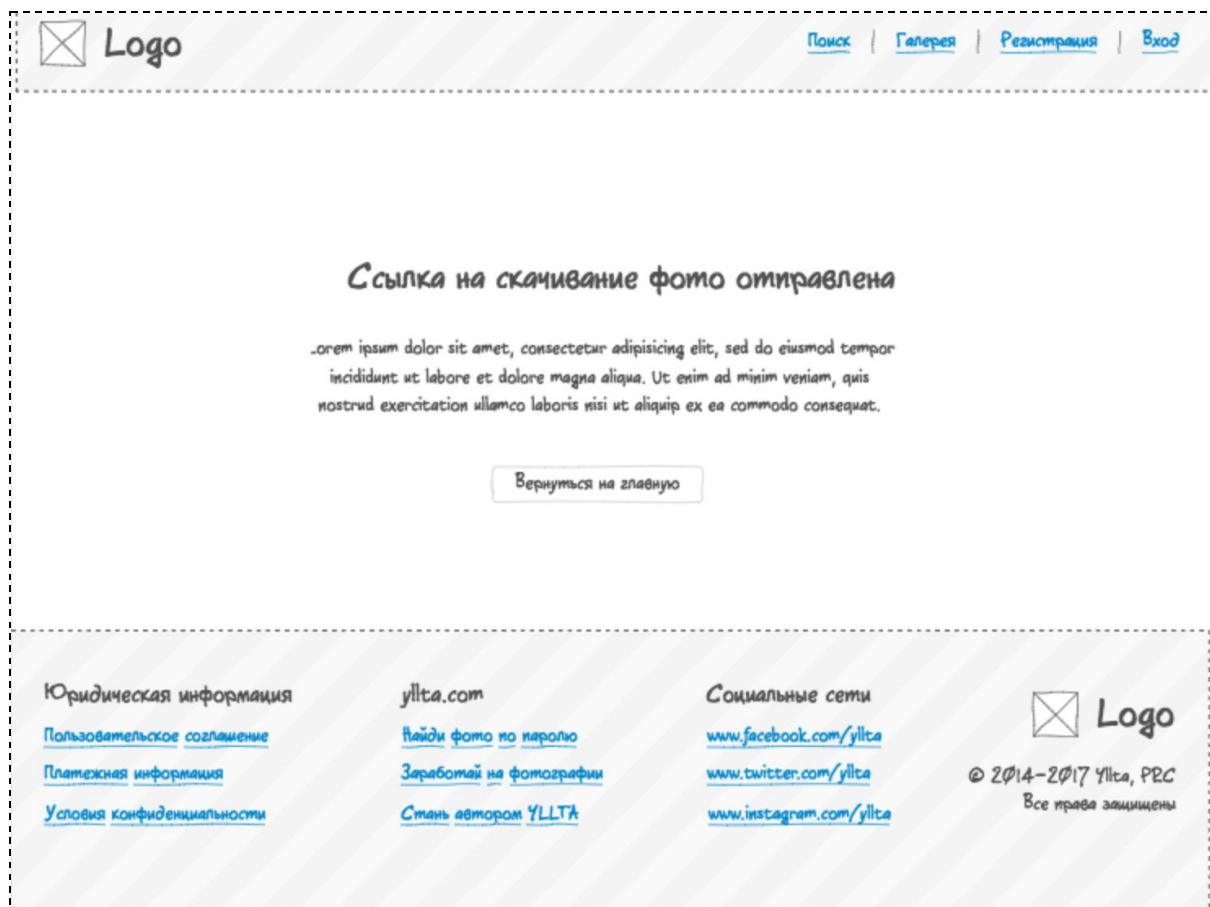 Logo
Поиск | Галерея | Регистрация | Вход
Ссылка на скачивание фото отправлена
.orem ipsum dolor sit amet, consectetur adipisicing elit, sed do eiusmod tempor
incididunt ut labore et dolore magna aliqua. Ut enim ad minim veniam, quis
nostrud exercitation ullamco laboris nisi ut aliquip ex ea commodo consequat.
Вернуться на главную
Юридическая информация
Пользовательское соглашение
Платежная информация
Условия конфиденциальности
yllta.com
Найди фото по паролю
Заработай на фотографии
Стань автором YLLTA
Социальные сети
www.facebook.com/yllta
www.twitter.com/yllta
www.instagram.com/yllta
Logo
© 2014-2017 Yllta, PRC
Все права защищены